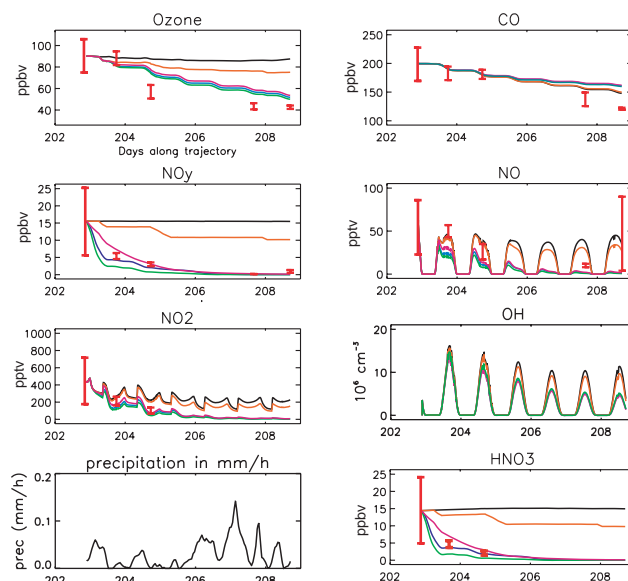 Ozone
ppbv
100
80
60
40
202 204 206 208
Days along trajectory
CO
ppbv
250
200
150
100
202 204 206 208
NOy
ppbv
25
20
15
10
5
0
202 204 206 208
NO
pptv
100
50
0
202 204 206 208
NO2
pptv
1000
800
600
400
200
0
202 204 206 208
OH
10⁶ cm⁻³
20
10
0
202 204 206 208
precipitation in mm/h
prec (mm/h)
0.2
0.1
0.0
202 204 206 208
HNO3
ppbv
25
20
15
10
5
0
202 204 206 208